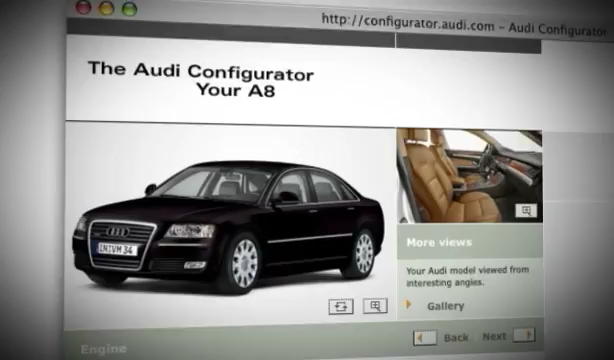 http://configurator.audi.com – Audi Configurator
The Audi Configurator
Your A8
IN VM 34
More views
Your Audi model viewed from
interesting angles.
Gallery
Back Next
Engine